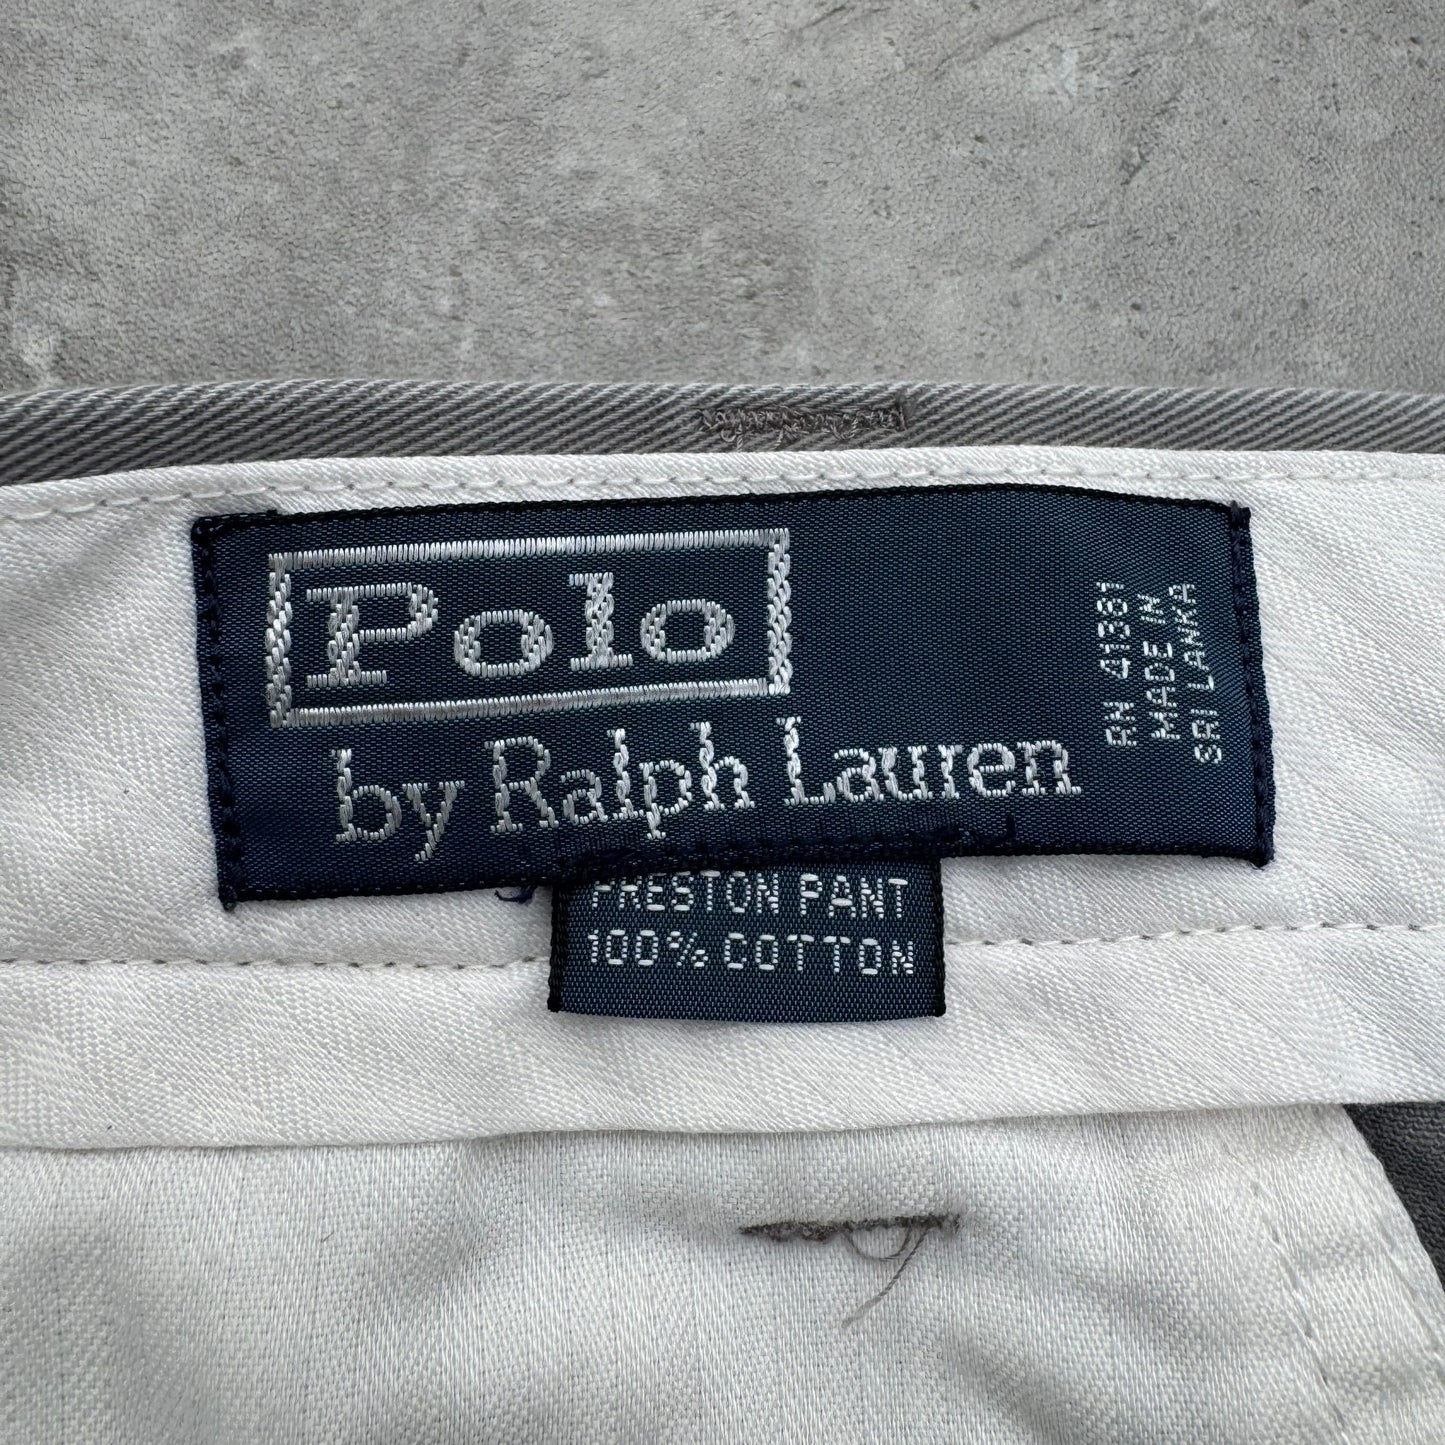 Polo
by Ralph Lauren
RN 41381
MADE IN
SRI LANKA
PRESTON PANT
100% COTTON